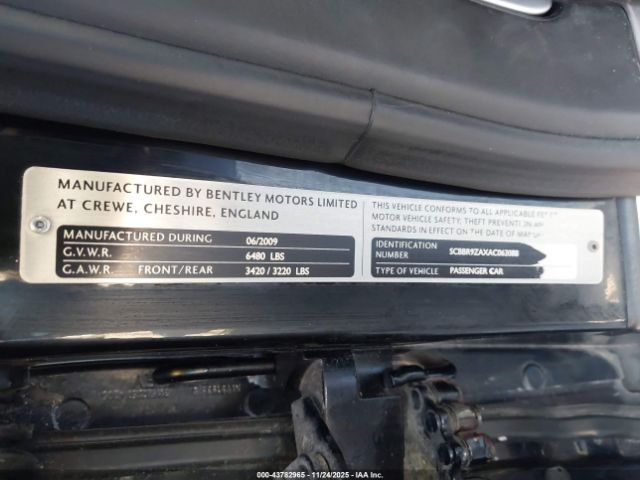 MANUFACTURED BY BENTLEY MOTORS LIMITED
AT CREWE, CHESHIRE, ENGLAND
MANUFACTURED DURING 06/2009
G.V.W.R. 6480 LBS
G.A.W.R. FRONT/REAR 3420 / 3220 LBS
THIS VEHICLE CONFORMS TO ALL APPLICABLE
MOTOR VEHICLE SAFETY, THEFT PREVENTION
STANDARDS IN EFFECT ON THE DATE OF
IDENTIFICATION
NUMBER
TYPE OF VEHICLE PASSENGER CAR
000-43782965 | 11/24/2025 | IAA Inc.